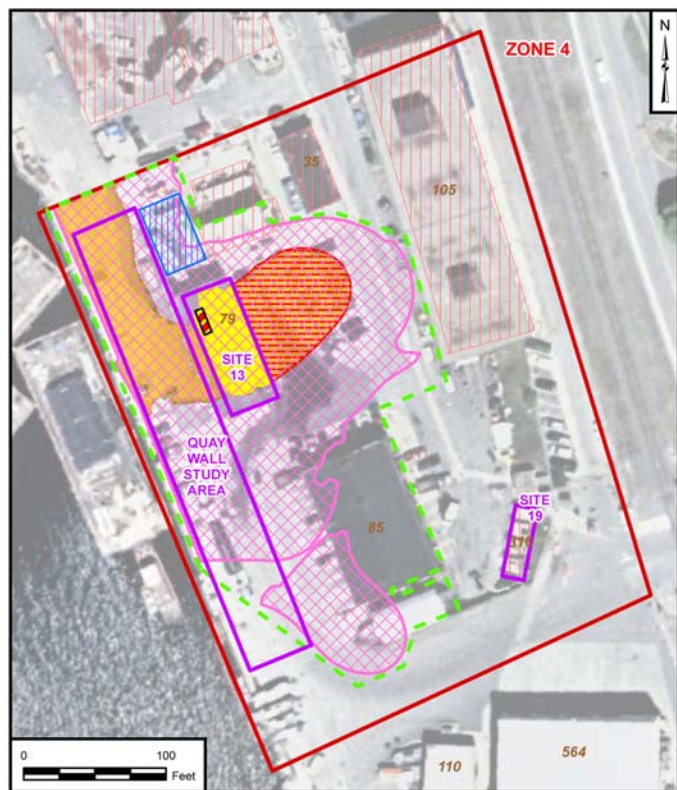 N
ZONE 4
35
105
79
SITE
13
QUAY
WALL
STUDY
AREA
SITE
19
85
0 100
Feet
110
564